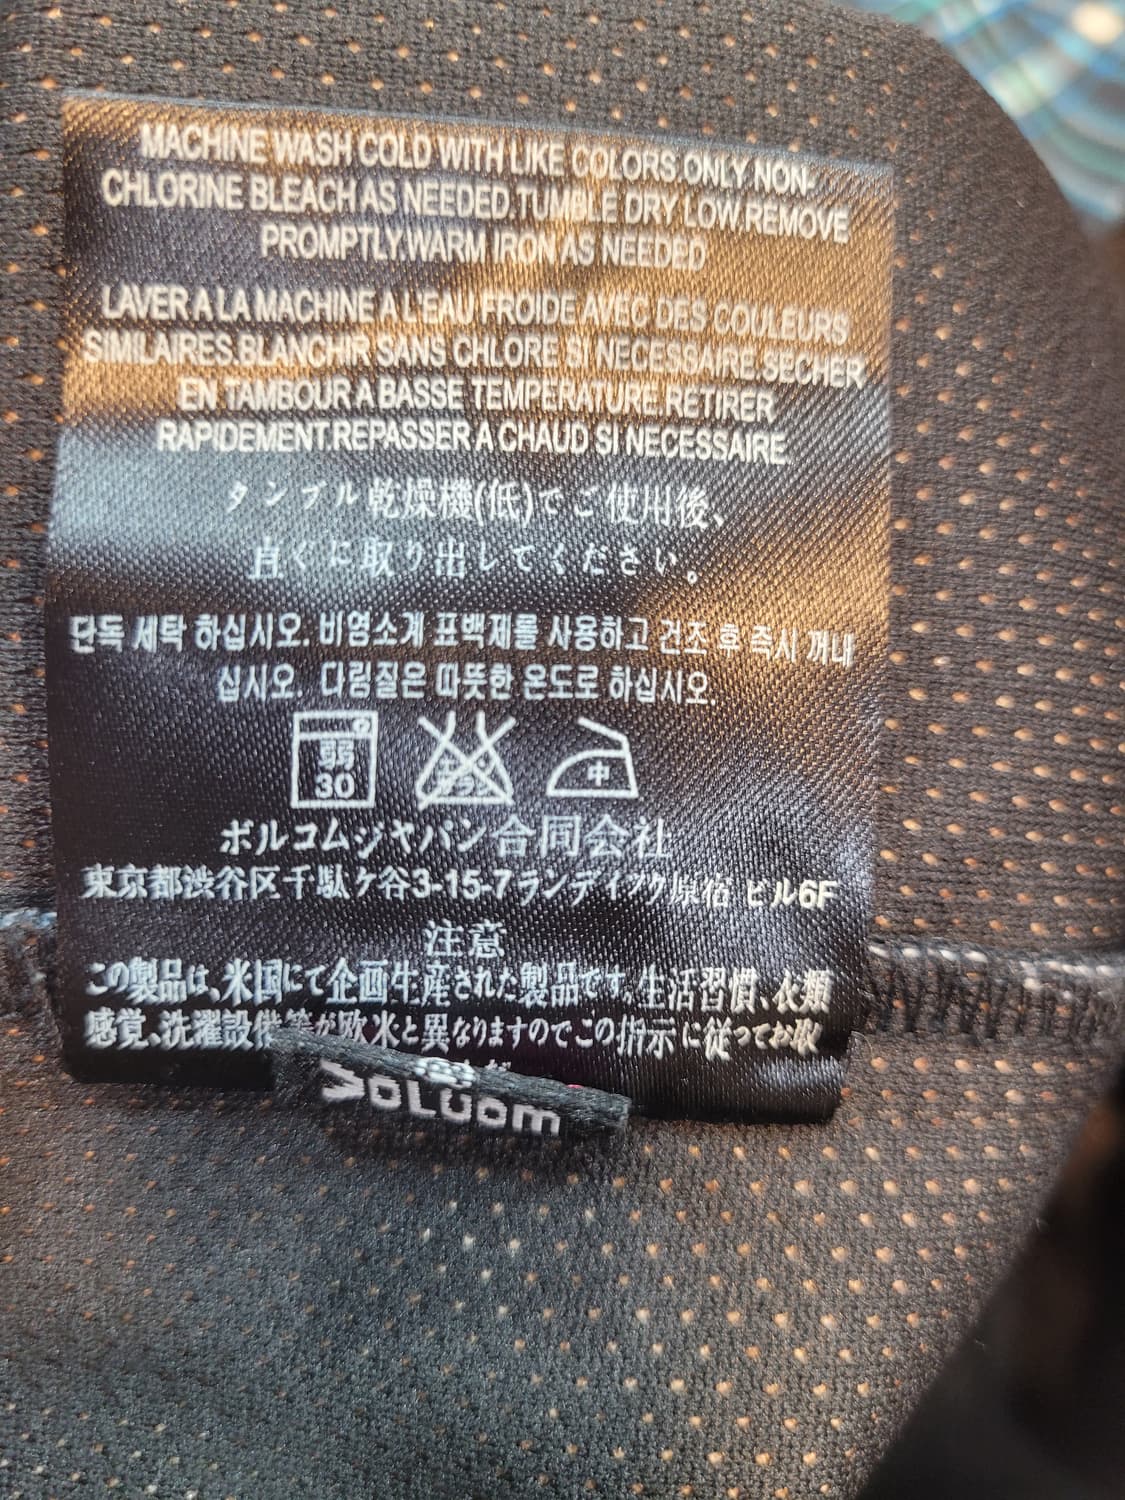 MACHINE WASH COLD WITH LIKE COLORS.ONLY NON-
CHLORINE BLEACH AS NEEDED.TUMBLE DRY LOW.REMOVE
PROMPTLY.WARM IRON AS NEEDED
LAVER A LA MACHINE A L'EAU FROIDE AVEC DES COULEURS
SIMILAIRES.BLANCHIR SANS CHLORE SI NECESSAIRE.SECHER
EN TAMBOUR A BASSE TEMPERATURE.RETIRER
RAPIDEMENT.REPASSER A CHAUD SI NECESSAIRE.
タンブル乾燥機(低)でご使用後、
直ぐに取り出してください。
단독 세탁 하십시오. 비염소계 표백제를 사용하고 건조 후 즉시 꺼내
십시오. 다림질은 따뜻한 온도로 하십시오.
弱
30
中
ボルコムジャパン合同会社
東京都渋谷区千駄ケ谷3-15-7 原宿 ビル6F
注意
この製品は、米国にて企画生産された製品です。生活習慣、衣類
感覚、洗濯設備等が欧米と異なりますのでこの指示に従ってお取
Volcom